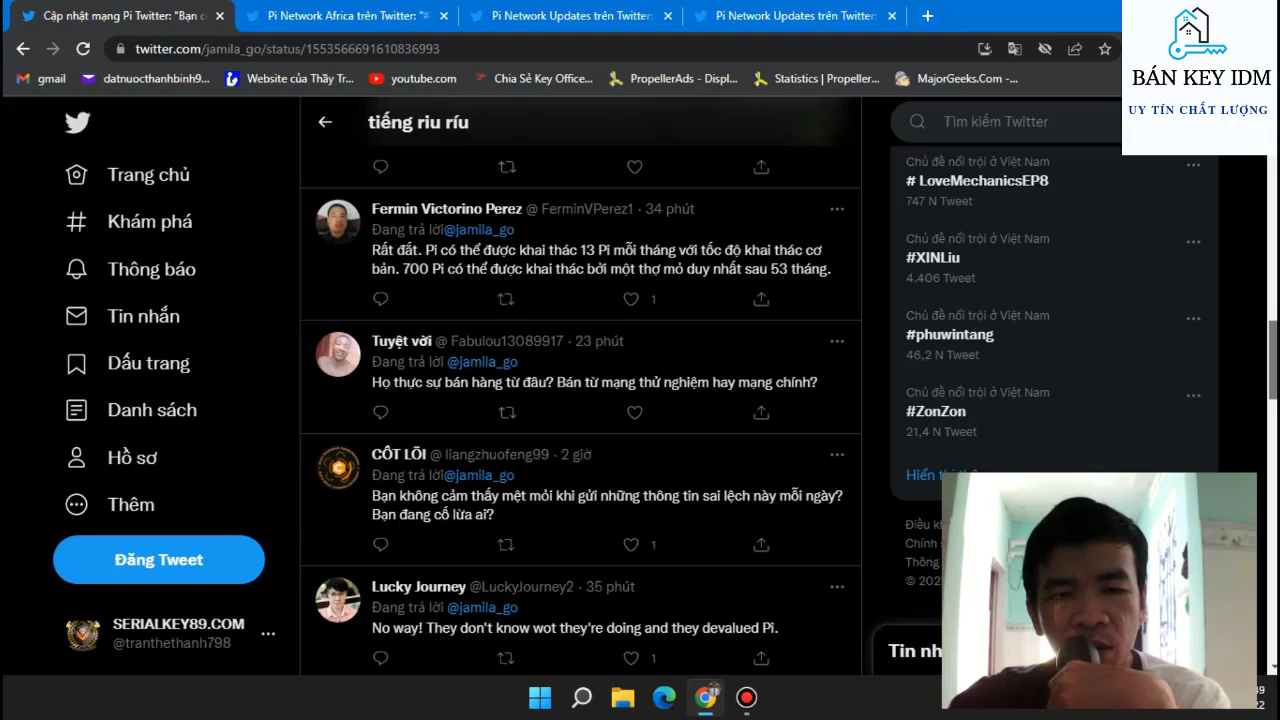 Cập nhật mạng Pi Twitter: "Bạn c
Pi Network Africa trên Twitter: "#
Pi Network Updates trên Twitter:
Pi Network Updates trên Twitter:
twitter.com/jamila_go/status/1553566691610836993
gmail
datnuocthanhbinh9...
Website của Thầy Tr...
youtube.com
Chia Sẻ Key Office...
PropellerAds - Displ...
Statistics | Propeller...
MajorGeeks.Com -...
BÁN KEY IDM
UY TÍN CHẤT LƯỢNG
Trang chủ
Khám phá
Thông báo
Tin nhắn
Dấu trang
Danh sách
Hồ sơ
Thêm
Đăng Tweet
SERIALKEY89.COM
@tranthethanh798
tiếng riu ríu
Fermin Victorino Perez @ FerminVPerez1 · 34 phút
Đang trả lời@jamila_go
Rất đắt. Pi có thể được khai thác 13 Pi mỗi tháng với tốc độ khai thác cơ
bản. 700 Pi có thể được khai thác bởi một thợ mỏ duy nhất sau 53 tháng.
1
Tuyệt vời @ Fabulou13089917 · 23 phút
Đang trả lời @jamila_go
Họ thực sự bán hàng từ đâu? Bán từ mạng thử nghiệm hay mạng chính?
CỐT LÕI @ liangzhuofeng99 · 2 giờ
Đang trả lời@jamila_go
Bạn không cảm thấy mệt mỏi khi gửi những thông tin sai lệch này mỗi ngày?
Bạn đang cố lừa ai?
1
Lucky Journey @LuckyJourney2 · 35 phút
Đang trả lời @jamila_go
No way! They don't know wot they're doing and they devalued Pi.
1
Tìm kiếm Twitter
Chủ đề nổi trội ở Việt Nam
# LoveMechanicsEP8
747 N Tweet
Chủ đề nổi trội ở Việt Nam
#XINLiu
4.406 Tweet
Chủ đề nổi trội ở Việt Nam
#phuwintang
46,2 N Tweet
Chủ đề nổi trội ở Việt Nam
#ZonZon
21,4 N Tweet
Hiển
Điều
Chính
Thông
Tin